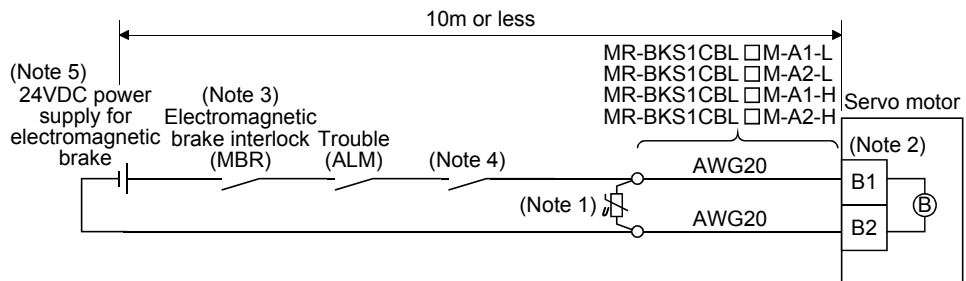 10m or less
MR-BKS1CBL □M-A1-L
MR-BKS1CBL □M-A2-L
MR-BKS1CBL □M-A1-H
MR-BKS1CBL □M-A2-H
(Note 5)
24VDC power
supply for
electromagnetic
brake
(Note 3)
Electromagnetic
brake interlock
(MBR)
Trouble
(ALM)
(Note 4)
Servo motor
(Note 2)
AWG20
B1
(Note 1)
B
AWG20
B2